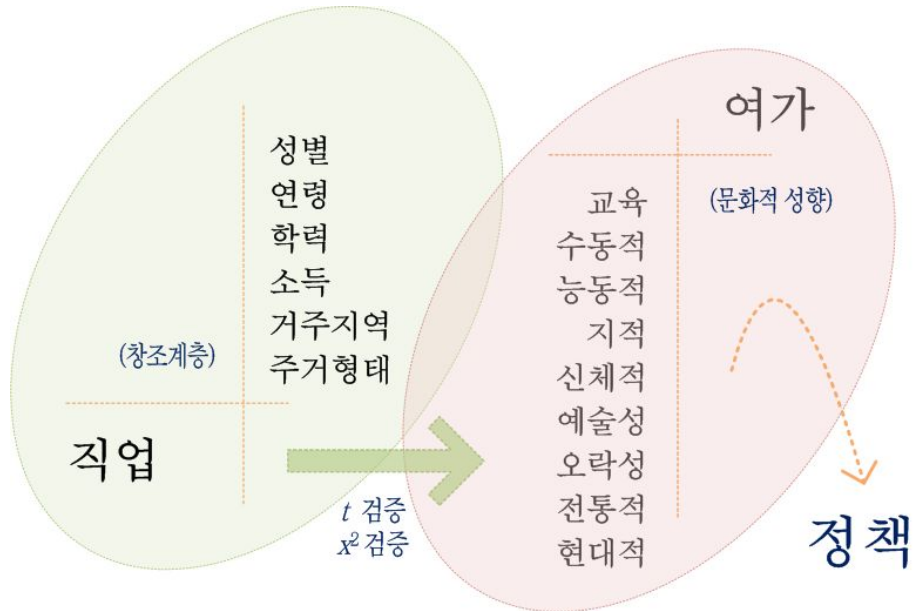 성별
연령
학력
소득
거주지역
주거형태
(창조계층)
직업
t 검증
x² 검증
여가
(문화적 성향)
교육
수동적
능동적
지적
신체적
예술성
오락성
전통적
현대적
정책